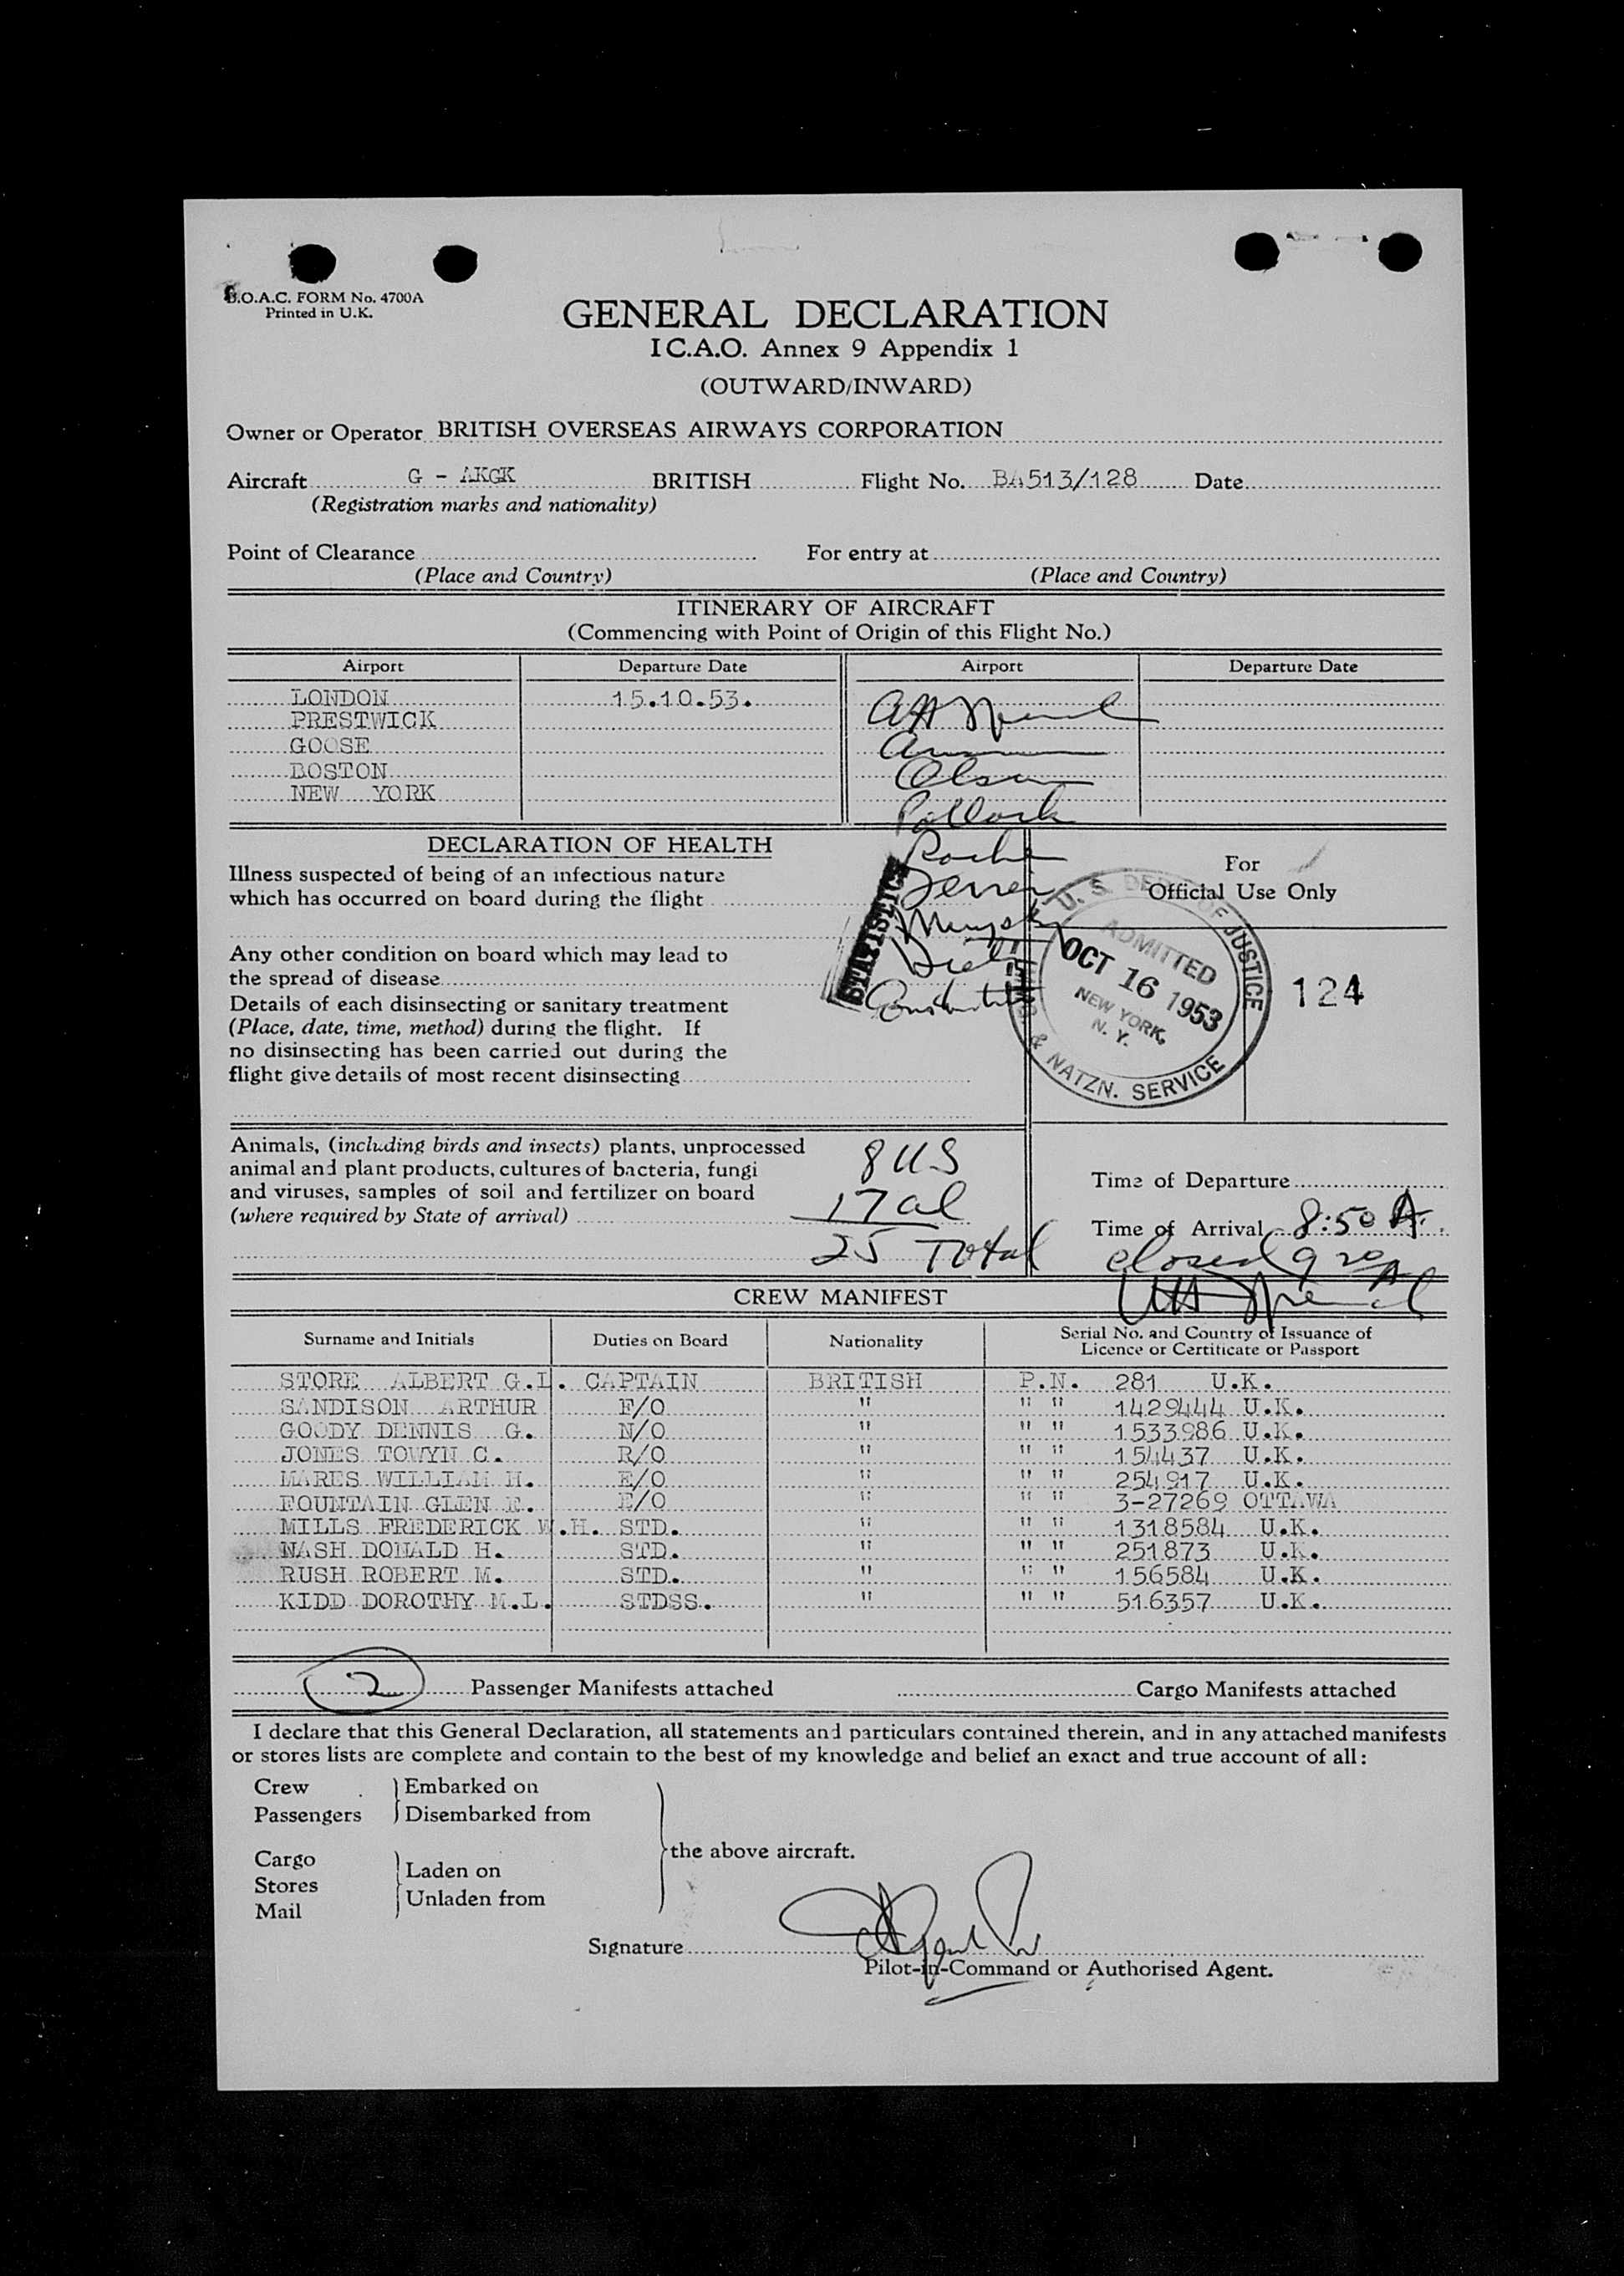 B.O.A.C. FORM No. 4700A
Printed in U.K.
GENERAL DECLARATION
I C.A.O. Annex 9 Appendix 1
(OUTWARD/INWARD)
Owner or Operator BRITISH OVERSEAS AIRWAYS CORPORATION
Aircraft G - AKGK BRITISH Flight No. BA513/128 Date
(Registration marks and nationality)
Point of Clearance For entry at
(Place and Country) (Place and Country)
ITINERARY OF AIRCRAFT
(Commencing with Point of Origin of this Flight No.)
Airport Departure Date Airport Departure Date
LONDON 15.10.53.
PRESTWICK
GOOSE
BOSTON Olsen
NEW YORK
Pollock
DECLARATION OF HEALTH
Roche
For
Official Use Only
Illness suspected of being of an infectious nature
which has occurred on board during the flight
STATISTICS
Any other condition on board which may lead to
the spread of disease
Details of each disinsecting or sanitary treatment
(Place, date, time, method) during the flight. If
no disinsecting has been carried out during the
flight give details of most recent disinsecting
U. S. DEPT. OF JUSTICE
ADMITTED
OCT 16 1953
NEW YORK,
N. Y.
& NATZN. SERVICE
124
Animals, (including birds and insects) plants, unprocessed
animal and plant products, cultures of bacteria, fungi
and viruses, samples of soil and fertilizer on board
(where required by State of arrival)
8 US
17 al
25 Total
Time of Departure
Time of Arrival 8:50 A.
closed 9 20 A
CREW MANIFEST
Surname and Initials Duties on Board Nationality Serial No. and Country of Issuance of
Licence or Certificate or Passport
STORE ALBERT G.I. CAPTAIN BRITISH P.N. 281 U.K.
SANDISON ARTHUR F/O " " " 1429444 U.K.
GOODY DENNIS G. N/O " " " 1533986 U.K.
JONES TOWYN C. R/O " " " 154437 U.K.
MARES WILLIAM H. E/O " " " 254917 U.K.
FOUNTAIN GLEN E. E/O " " " 3-27269 OTTAWA
MILLS FREDERICK W.H. STD. " " " 1318584 U.K.
NASH DONALD H. STD. " " " 251873 U.K.
RUSH ROBERT M. STD. " " " 156584 U.K.
KIDD DOROTHY M.L. STDSS. " " " 516357 U.K.
2 Passenger Manifests attached Cargo Manifests attached
I declare that this General Declaration, all statements and particulars contained therein, and in any attached manifests
or stores lists are complete and contain to the best of my knowledge and belief an exact and true account of all:
Crew Embarked on
Passengers Disembarked from
the above aircraft.
Cargo
Laden on
Stores
Unladen from
Mail
Signature
Pilot-in-Command or Authorised Agent.